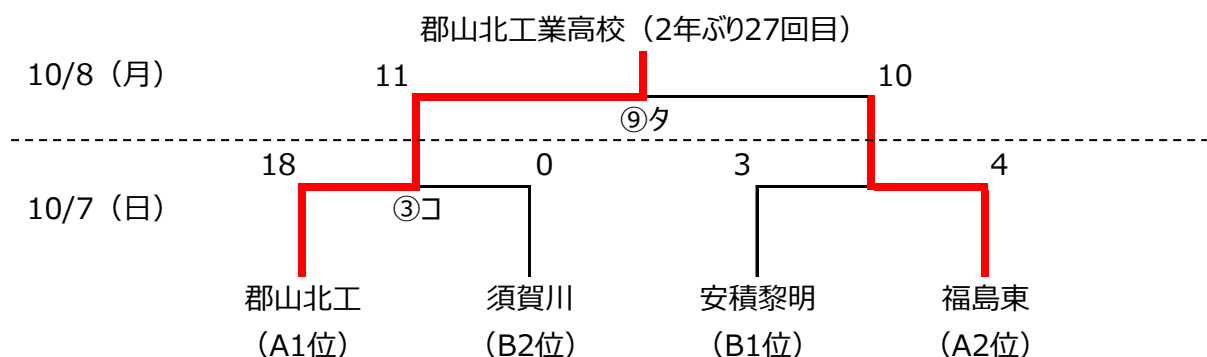 郡山北工業高校（2年ぶり27回目）
10/8（月）
11
10
⑨タ
18
0
3
4
10/7（日）
③コ
郡山北工
須賀川
安積黎明
福島東
（A1位）
（B2位）
（B1位）
（A2位）